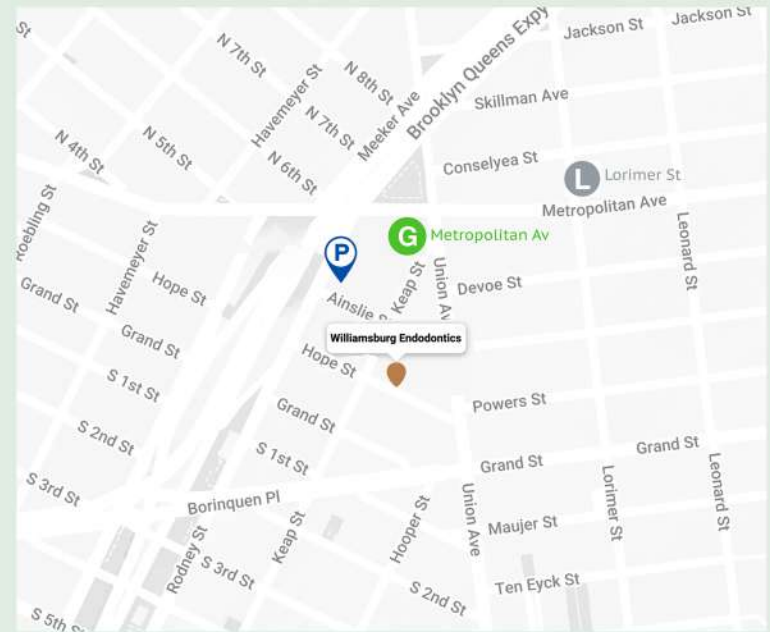 St
N 7th St
Havemeyer St
N 8th St
N 7th St
Meeker Ave
Brooklyn Queens Expy
Jackson St
Jackson St
Skillman Ave
N 4th St
N 5th St
N 6th St
Conselyea St
L Lorimer St
Metropolitan Ave
Roebling St
Havemeyer St
Hope St
P
G Metropolitan Av
Leonard St
Grand St
Grand St
Ainslie
Keap St
Union Av
Devoe St
Williamsburg Endodontics
S 1st St
Hope St
Powers St
S 2nd St
Grand St
Grand St
Grand St
S 3rd St
S 1st St
Borinquen Pl
Union Ave
Lorimer St
Leonard St
Rodney St
Keap St
Hooper St
Maujer St
S 3rd St
S 2nd St
Ten Eyck St
S 5th St